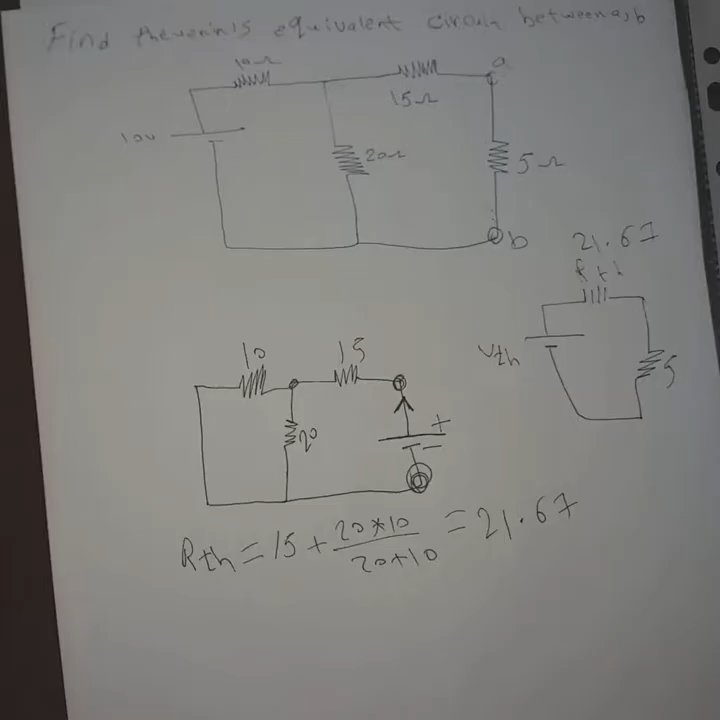 Find thevenin's equivalent circuit between a, b
10Ω
15Ω
a
10v
20Ω
5Ω
b
21.67
Rth
Vth
5
10
15
20
+
−
Rth = 15 + 20*10 / 20+10 = 21.67